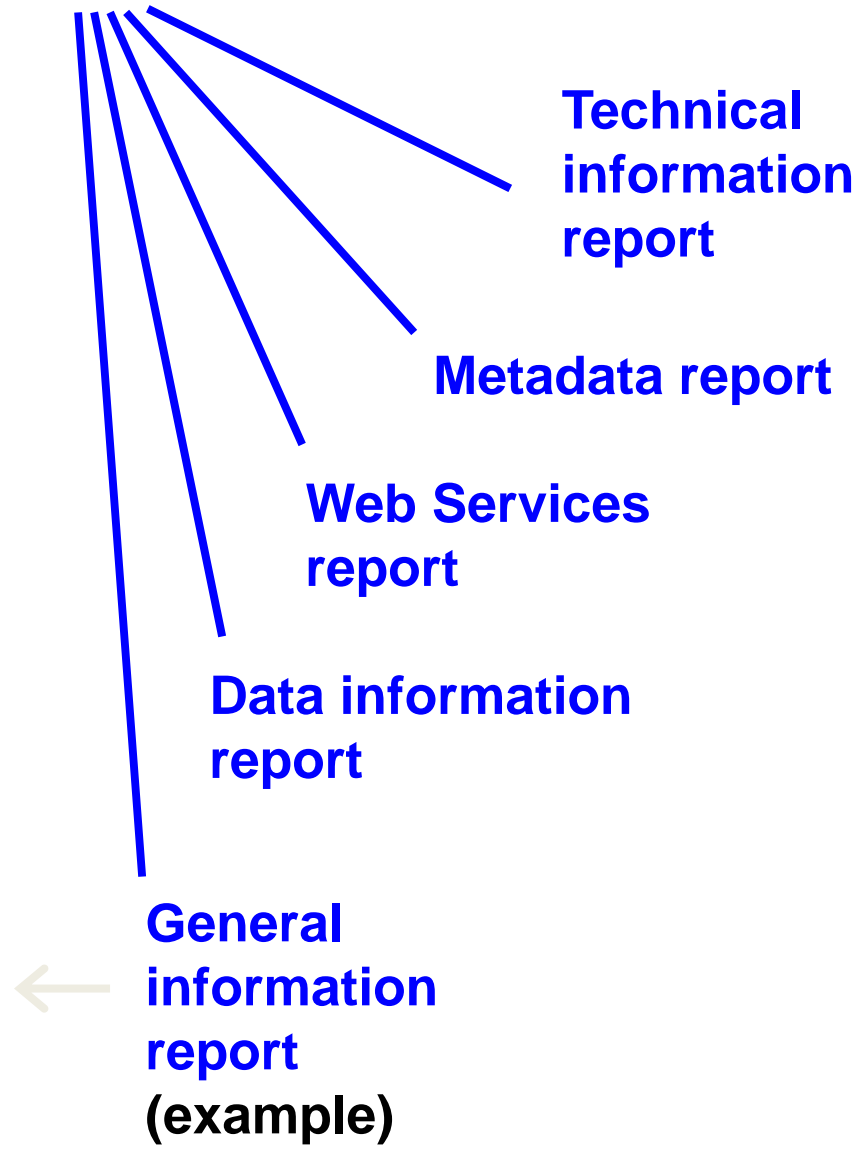 Technical
information
report
Metadata report
Web Services
report
Data information
report
General
information
report
(example)